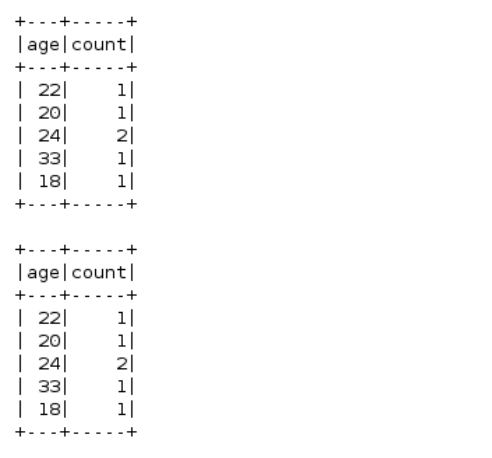 +---+-----+
|age|count|
+---+-----+
| 22|    1|
| 20|    1|
| 24|    2|
| 33|    1|
| 18|    1|
+---+-----+

+---+-----+
|age|count|
+---+-----+
| 22|    1|
| 20|    1|
| 24|    2|
| 33|    1|
| 18|    1|
+---+-----+